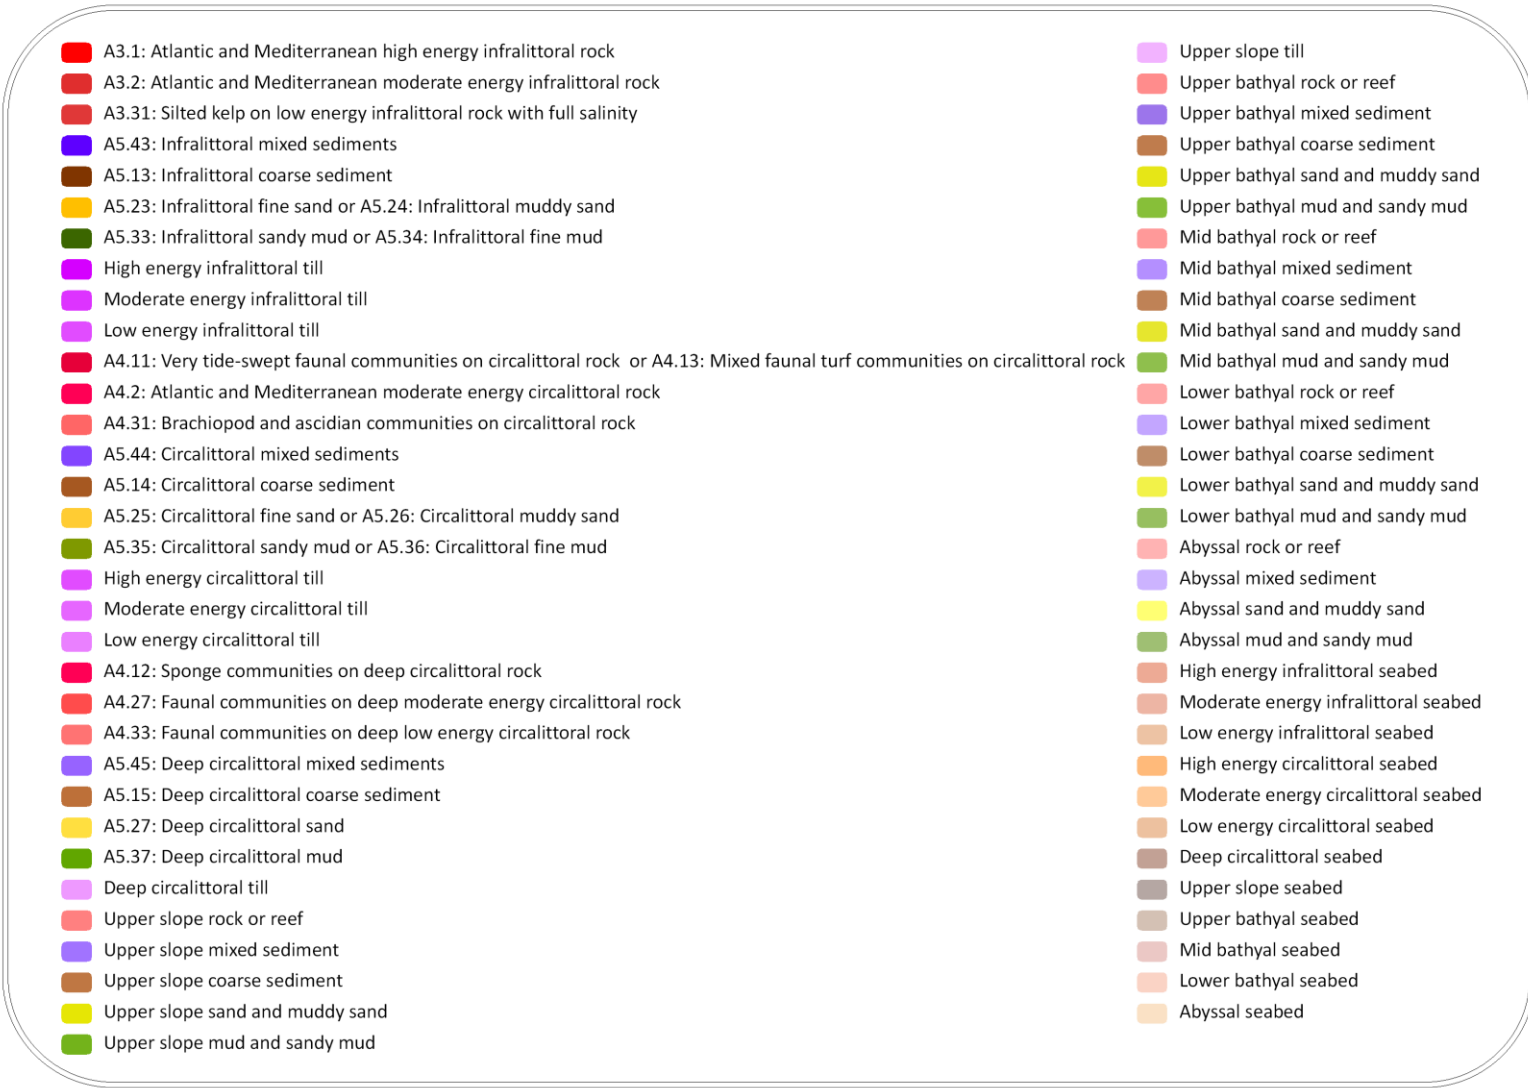 A3.1: Atlantic and Mediterranean high energy infralittoral rock
A3.2: Atlantic and Mediterranean moderate energy infralittoral rock
A3.31: Silted kelp on low energy infralittoral rock with full salinity
A5.43: Infralittoral mixed sediments
A5.13: Infralittoral coarse sediment
A5.23: Infralittoral fine sand or A5.24: Infralittoral muddy sand
A5.33: Infralittoral sandy mud or A5.34: Infralittoral fine mud
High energy infralittoral till
Moderate energy infralittoral till
Low energy infralittoral till
A4.11: Very tide-swept faunal communities on circalittoral rock or A4.13: Mixed faunal turf communities on circalittoral rock
A4.2: Atlantic and Mediterranean moderate energy circalittoral rock
A4.31: Brachiopod and ascidian communities on circalittoral rock
A5.44: Circalittoral mixed sediments
A5.14: Circalittoral coarse sediment
A5.25: Circalittoral fine sand or A5.26: Circalittoral muddy sand
A5.35: Circalittoral sandy mud or A5.36: Circalittoral fine mud
High energy circalittoral till
Moderate energy circalittoral till
Low energy circalittoral till
A4.12: Sponge communities on deep circalittoral rock
A4.27: Faunal communities on deep moderate energy circalittoral rock
A4.33: Faunal communities on deep low energy circalittoral rock
A5.45: Deep circalittoral mixed sediments
A5.15: Deep circalittoral coarse sediment
A5.27: Deep circalittoral sand
A5.37: Deep circalittoral mud
Deep circalittoral till
Upper slope rock or reef
Upper slope mixed sediment
Upper slope coarse sediment
Upper slope sand and muddy sand
Upper slope mud and sandy mud
Upper slope till
Upper bathyal rock or reef
Upper bathyal mixed sediment
Upper bathyal coarse sediment
Upper bathyal sand and muddy sand
Upper bathyal mud and sandy mud
Mid bathyal rock or reef
Mid bathyal mixed sediment
Mid bathyal coarse sediment
Mid bathyal sand and muddy sand
Mid bathyal mud and sandy mud
Lower bathyal rock or reef
Lower bathyal mixed sediment
Lower bathyal coarse sediment
Lower bathyal sand and muddy sand
Lower bathyal mud and sandy mud
Abyssal rock or reef
Abyssal mixed sediment
Abyssal sand and muddy sand
Abyssal mud and sandy mud
High energy infralittoral seabed
Moderate energy infralittoral seabed
Low energy infralittoral seabed
High energy circalittoral seabed
Moderate energy circalittoral seabed
Low energy circalittoral seabed
Deep circalittoral seabed
Upper slope seabed
Upper bathyal seabed
Mid bathyal seabed
Lower bathyal seabed
Abyssal seabed